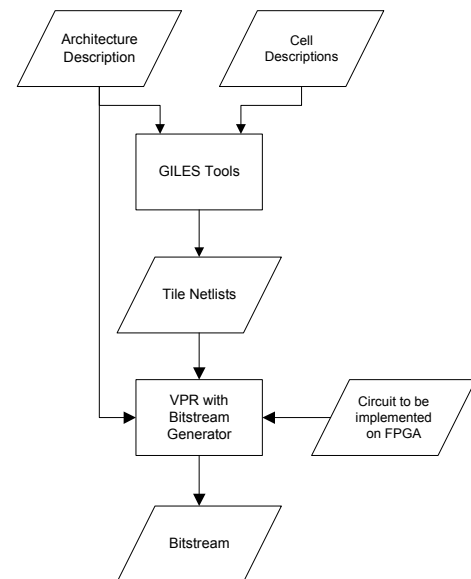 Architecture
Description
Cell
Descriptions
GILES Tools
Tile Netlists
VPR with
Bitstream
Generator
Circuit to be
implemented
on FPGA
Bitstream